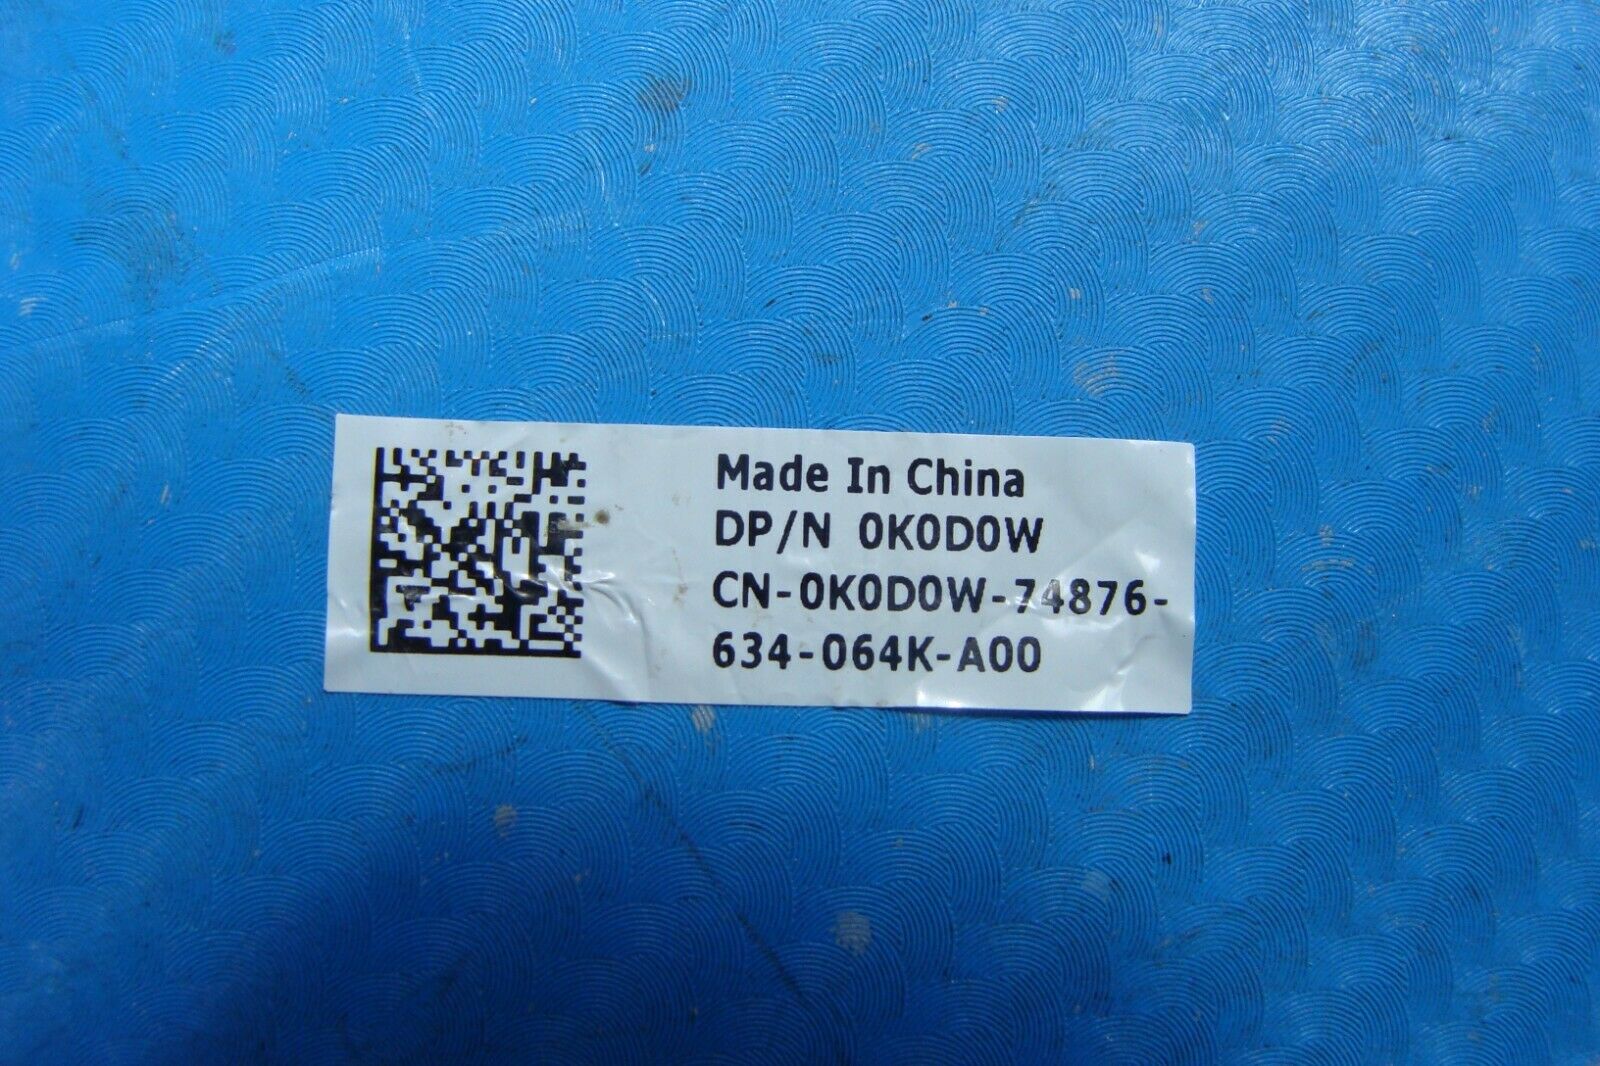 Made In China
DP/N 0K0D0W
CN-0K0D0W-74876-
634-064K-A00